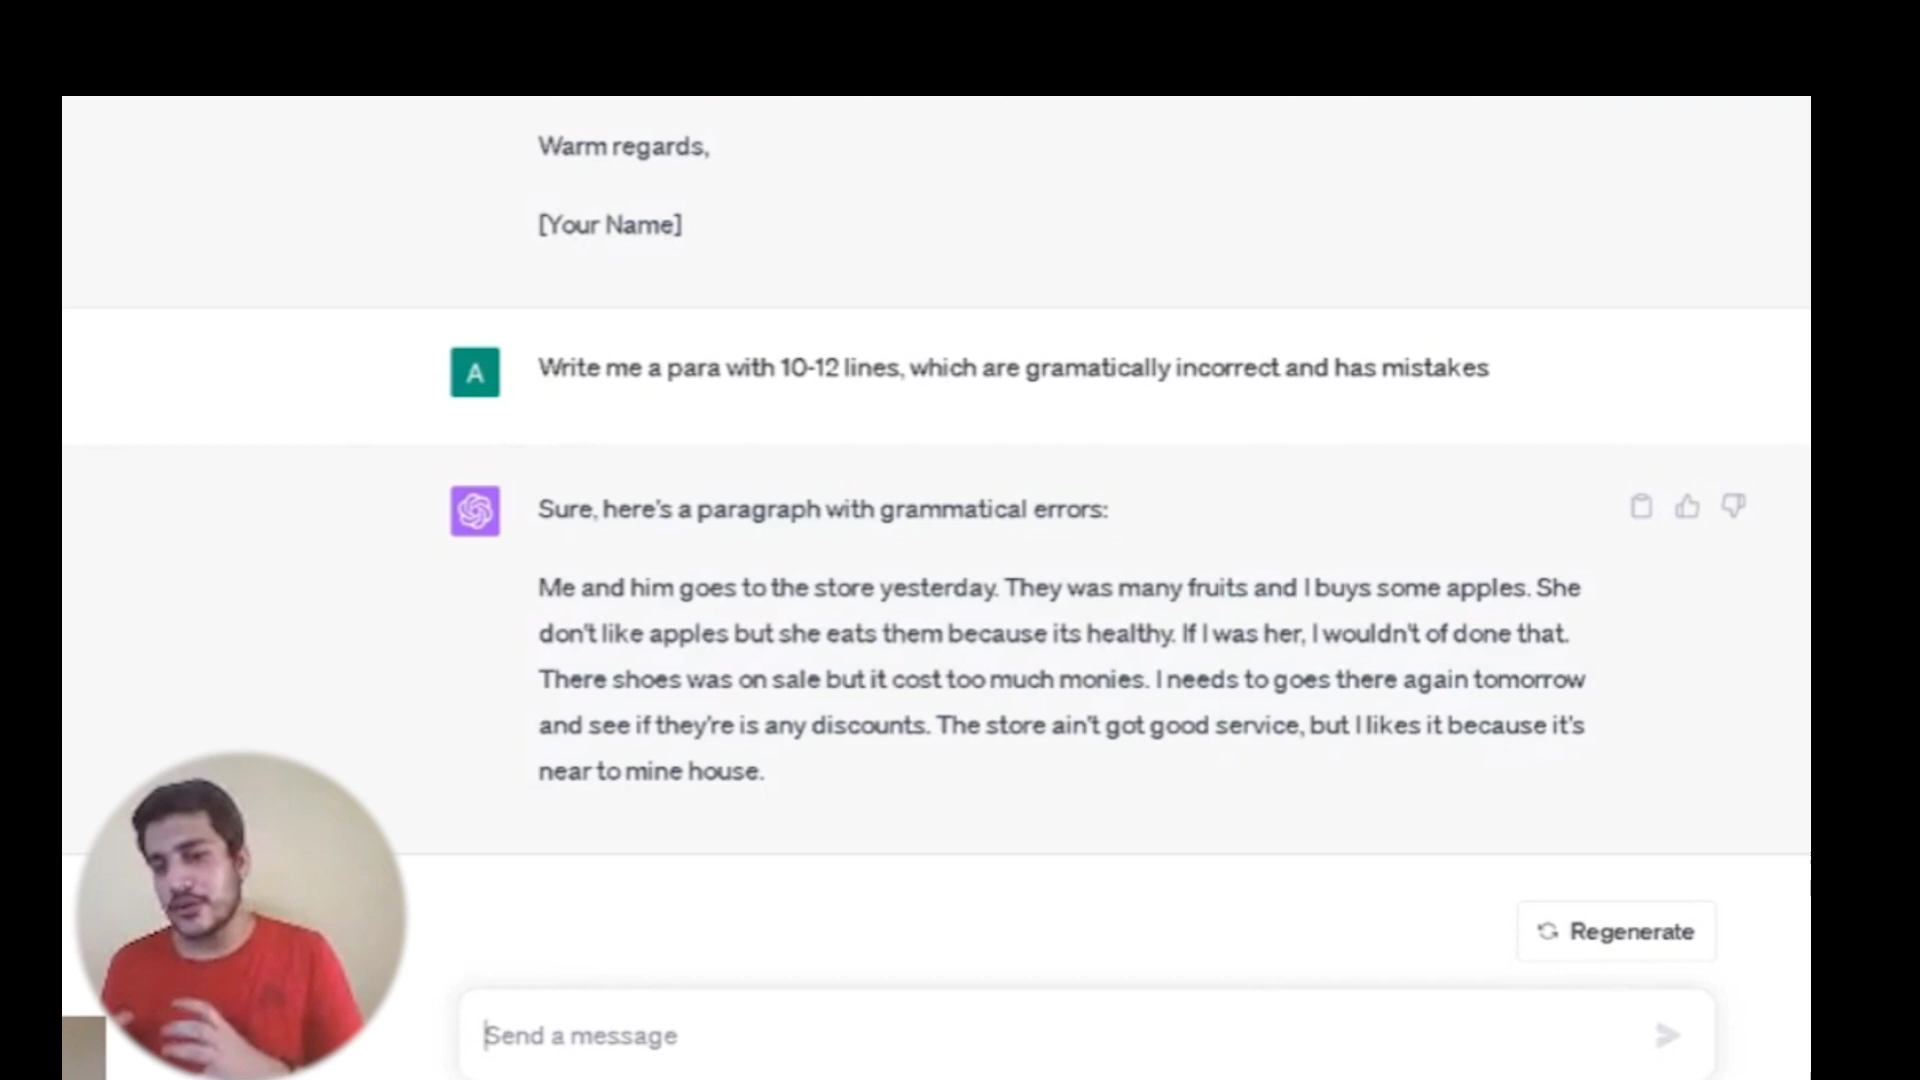 Warm regards,
[Your Name]
A
Write me a para with 10-12 lines, which are gramatically incorrect and has mistakes
Sure, here's a paragraph with grammatical errors:
Me and him goes to the store yesterday. They was many fruits and I buys some apples. She
don't like apples but she eats them because its healthy. If I was her, I wouldn't of done that.
There shoes was on sale but it cost too much monies. I needs to goes there again tomorrow
and see if they're is any discounts. The store ain't got good service, but I likes it because it's
near to mine house.
Regenerate
Send a message